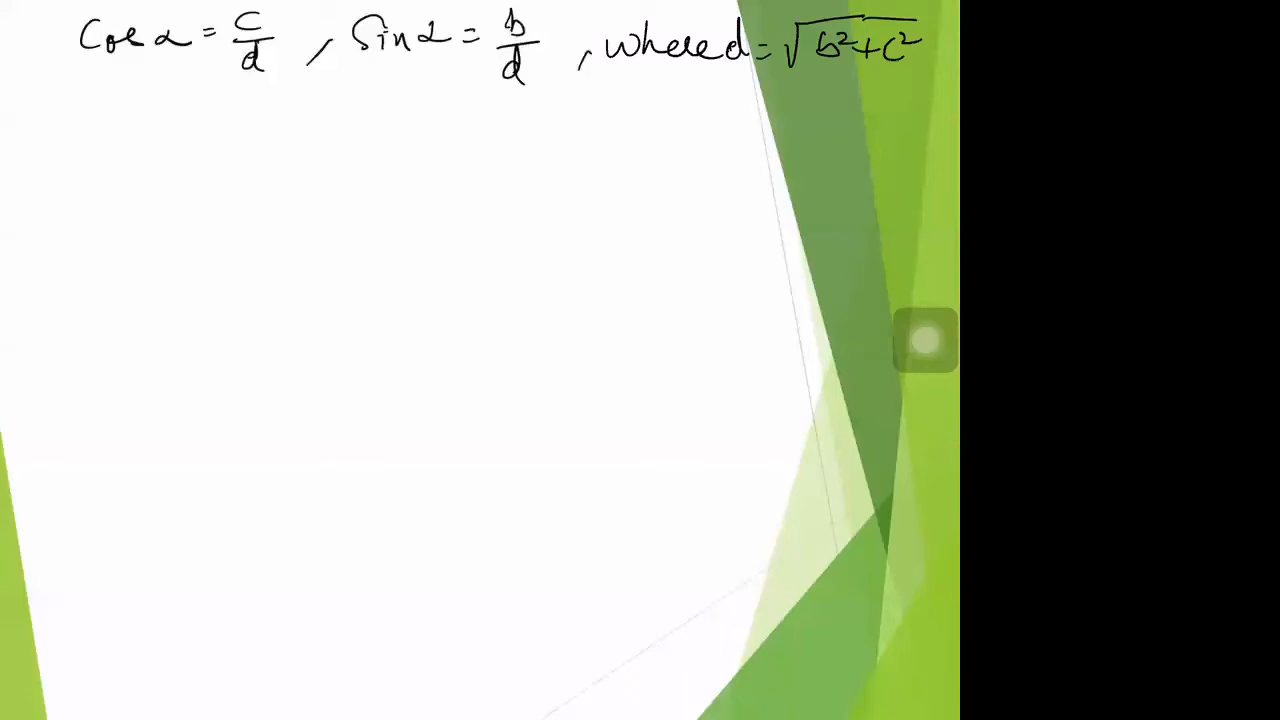 Cos α = c/d , Sin α = b/d , where d = √(b²+c²)